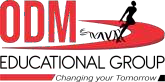 ODM
EDUCATIONAL GROUP
Changing your Tomorrow